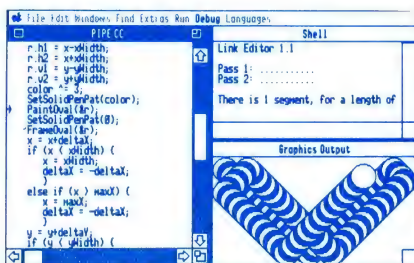 File Edit Windows Find Extras Run Debug Languages
PIPE.CC
r.h1 = x-xWidth;
r.h2 = x+xWidth;
r.v1 = y-yWidth;
r.v2 = y+yWidth;
color ^= 3;
SetSolidPenPat(color);
PaintOval(&r);
SetSolidPenPat(0);
FrameOval(&r);
x = x+deltaX;
if (x < xWidth) {
x = xWidth;
deltaX = -deltaX;
}
else if (x > maxX) {
x = maxX;
deltaX = -deltaX;
}
y = y+deltaY;
if (y < yWidth) {
Shell
Link Editor 1.1
Pass 1: ............
Pass 2: ............
There is 1 segment, for a length of
Graphics Output